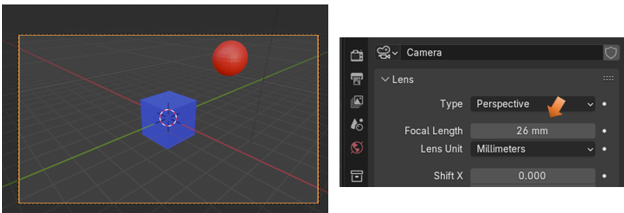 Camera
Lens
Type Perspective
Focal Length 26 mm
Lens Unit Millimeters
Shift X 0.000